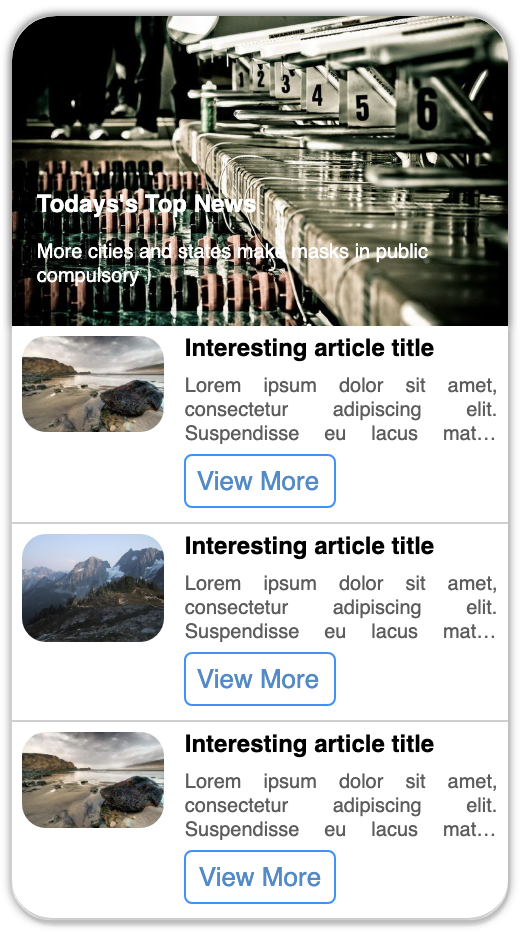 1 2 3 4 5 6
Todays's Top News
More cities and states make masks in public
compulsory
Interesting article title
Lorem ipsum dolor sit amet,
consectetur adipiscing elit.
Suspendisse eu lacus mat…
View More
Interesting article title
Lorem ipsum dolor sit amet,
consectetur adipiscing elit.
Suspendisse eu lacus mat…
View More
Interesting article title
Lorem ipsum dolor sit amet,
consectetur adipiscing elit.
Suspendisse eu lacus mat…
View More